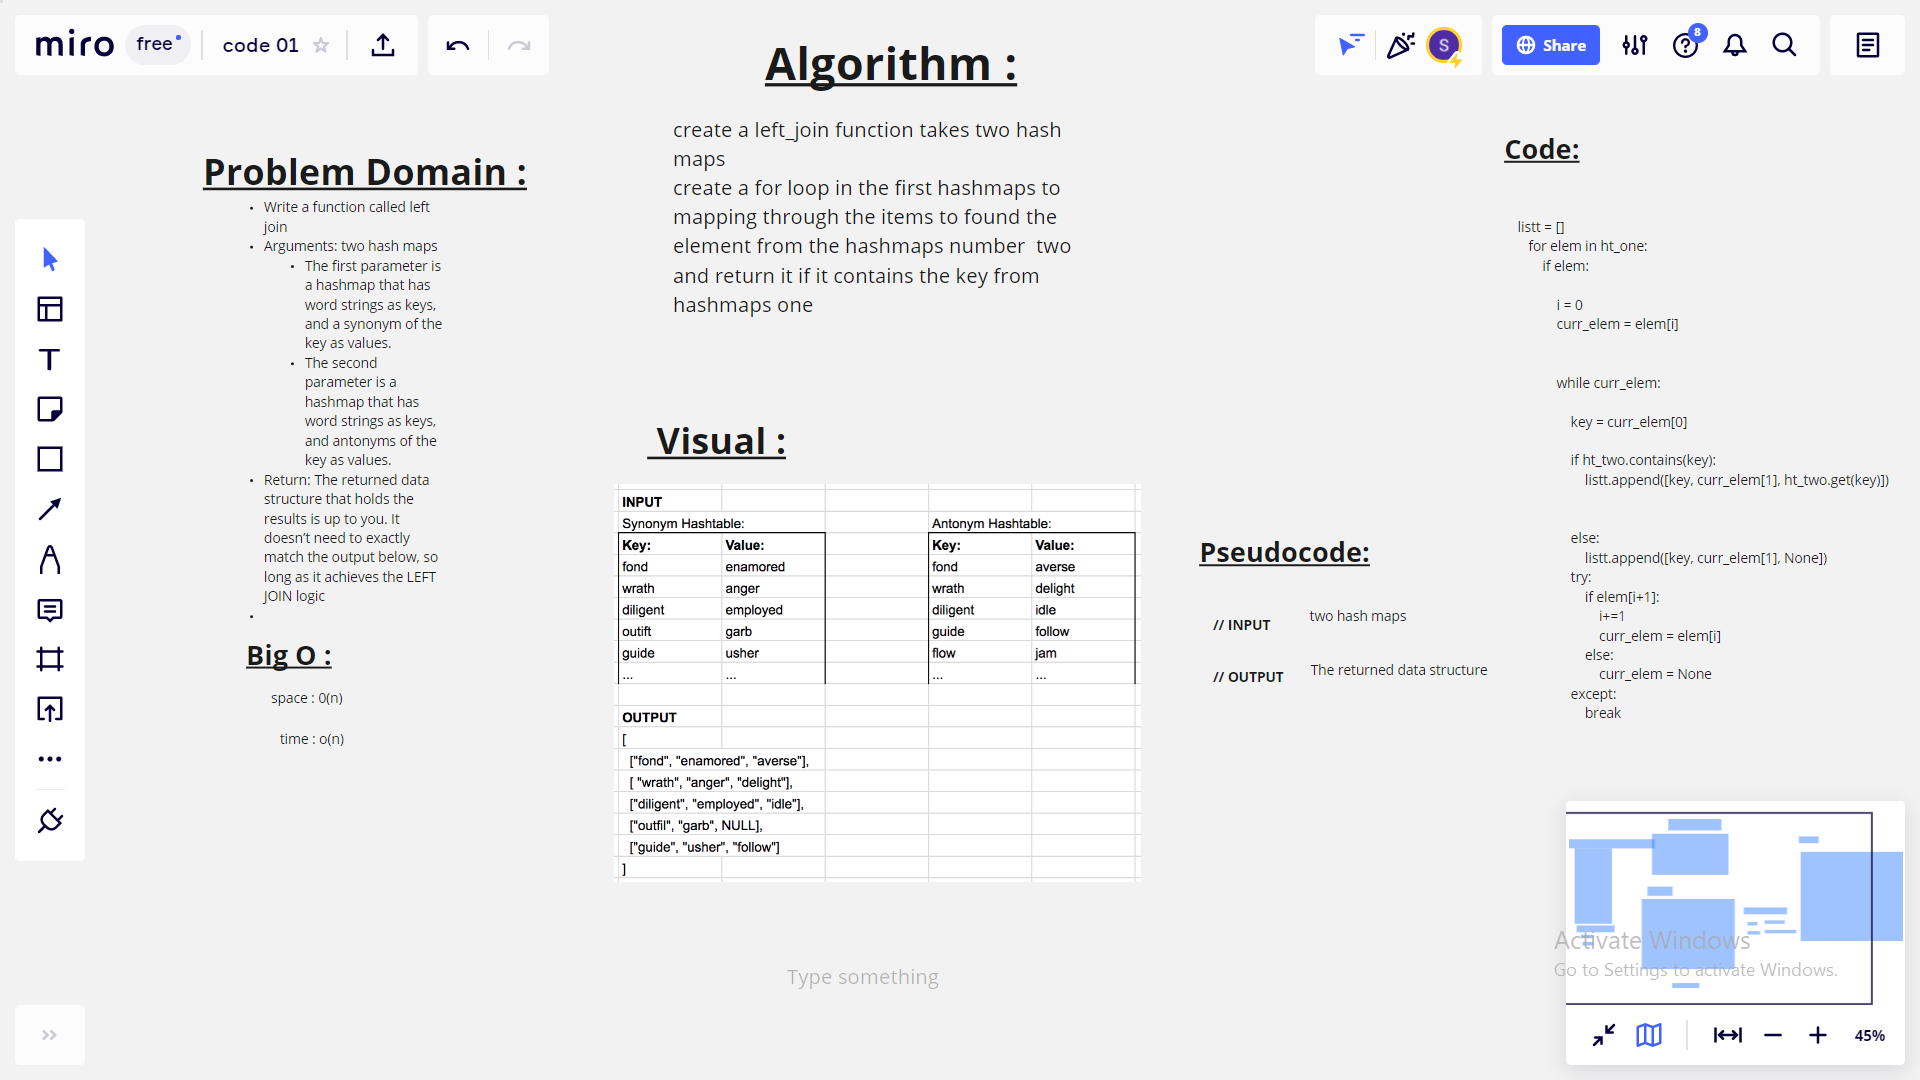 miro
free
code 01
S
Share
8
Algorithm :
create a left_join function takes two hash
maps
create a for loop in the first hashmaps to
mapping through the items to found the
element from the hashmaps number  two
and return it if it contains the key from
hashmaps one
Problem Domain :
• Write a function called left
join
• Arguments: two hash maps
• The first parameter is
a hashmap that has
word strings as keys,
and a synonym of the
key as values.
• The second
parameter is a
hashmap that has
word strings as keys,
and antonyms of the
key as values.
• Return: The returned data
structure that holds the
results is up to you. It
doesn't need to exactly
match the output below, so
long as it achieves the LEFT
JOIN logic
•
Big O :
space : 0(n)
time : o(n)
Visual :
INPUT
Synonym Hashtable: Antonym Hashtable:
Key: Value: Key: Value:
fond enamored fond averse
wrath anger wrath delight
diligent employed diligent idle
outift garb guide follow
guide usher flow jam
... ... ... ...
OUTPUT
[
["fond", "enamored", "averse"],
[ "wrath", "anger", "delight"],
["diligent", "employed", "idle"],
["outfil", "garb", NULL],
["guide", "usher", "follow"]
]
Type something
Pseudocode:
// INPUT two hash maps
// OUTPUT The returned data structure
Code:
listt = []
for elem in ht_one:
if elem:
i = 0
curr_elem = elem[i]
while curr_elem:
key = curr_elem[0]
if ht_two.contains(key):
listt.append([key, curr_elem[1], ht_two.get(key)])
else:
listt.append([key, curr_elem[1], None])
try:
if elem[i+1]:
i+=1
curr_elem = elem[i]
else:
curr_elem = None
except:
break
Activate Windows
Go to Settings to activate Windows.
45%